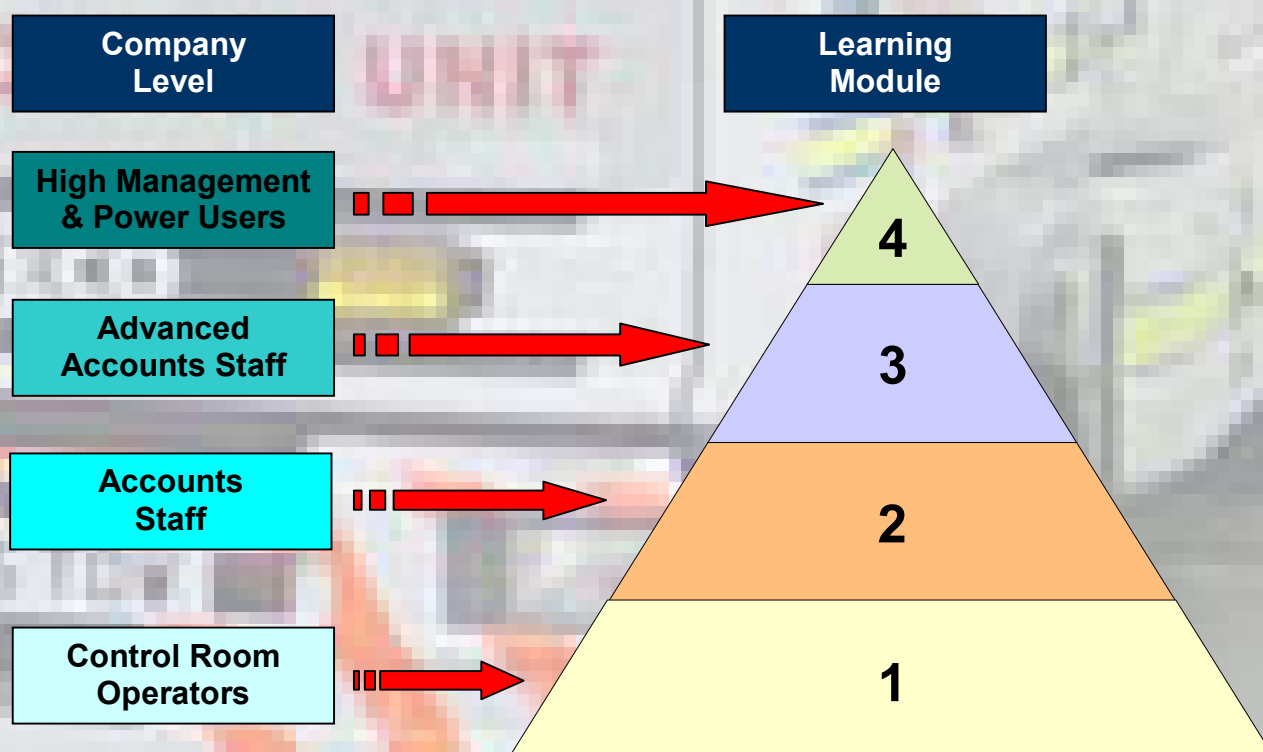 Company
Level
UNIT
Learning
Module
High Management
& Power Users
4
Advanced
Accounts Staff
3
Accounts
Staff
2
Control Room
Operators
1